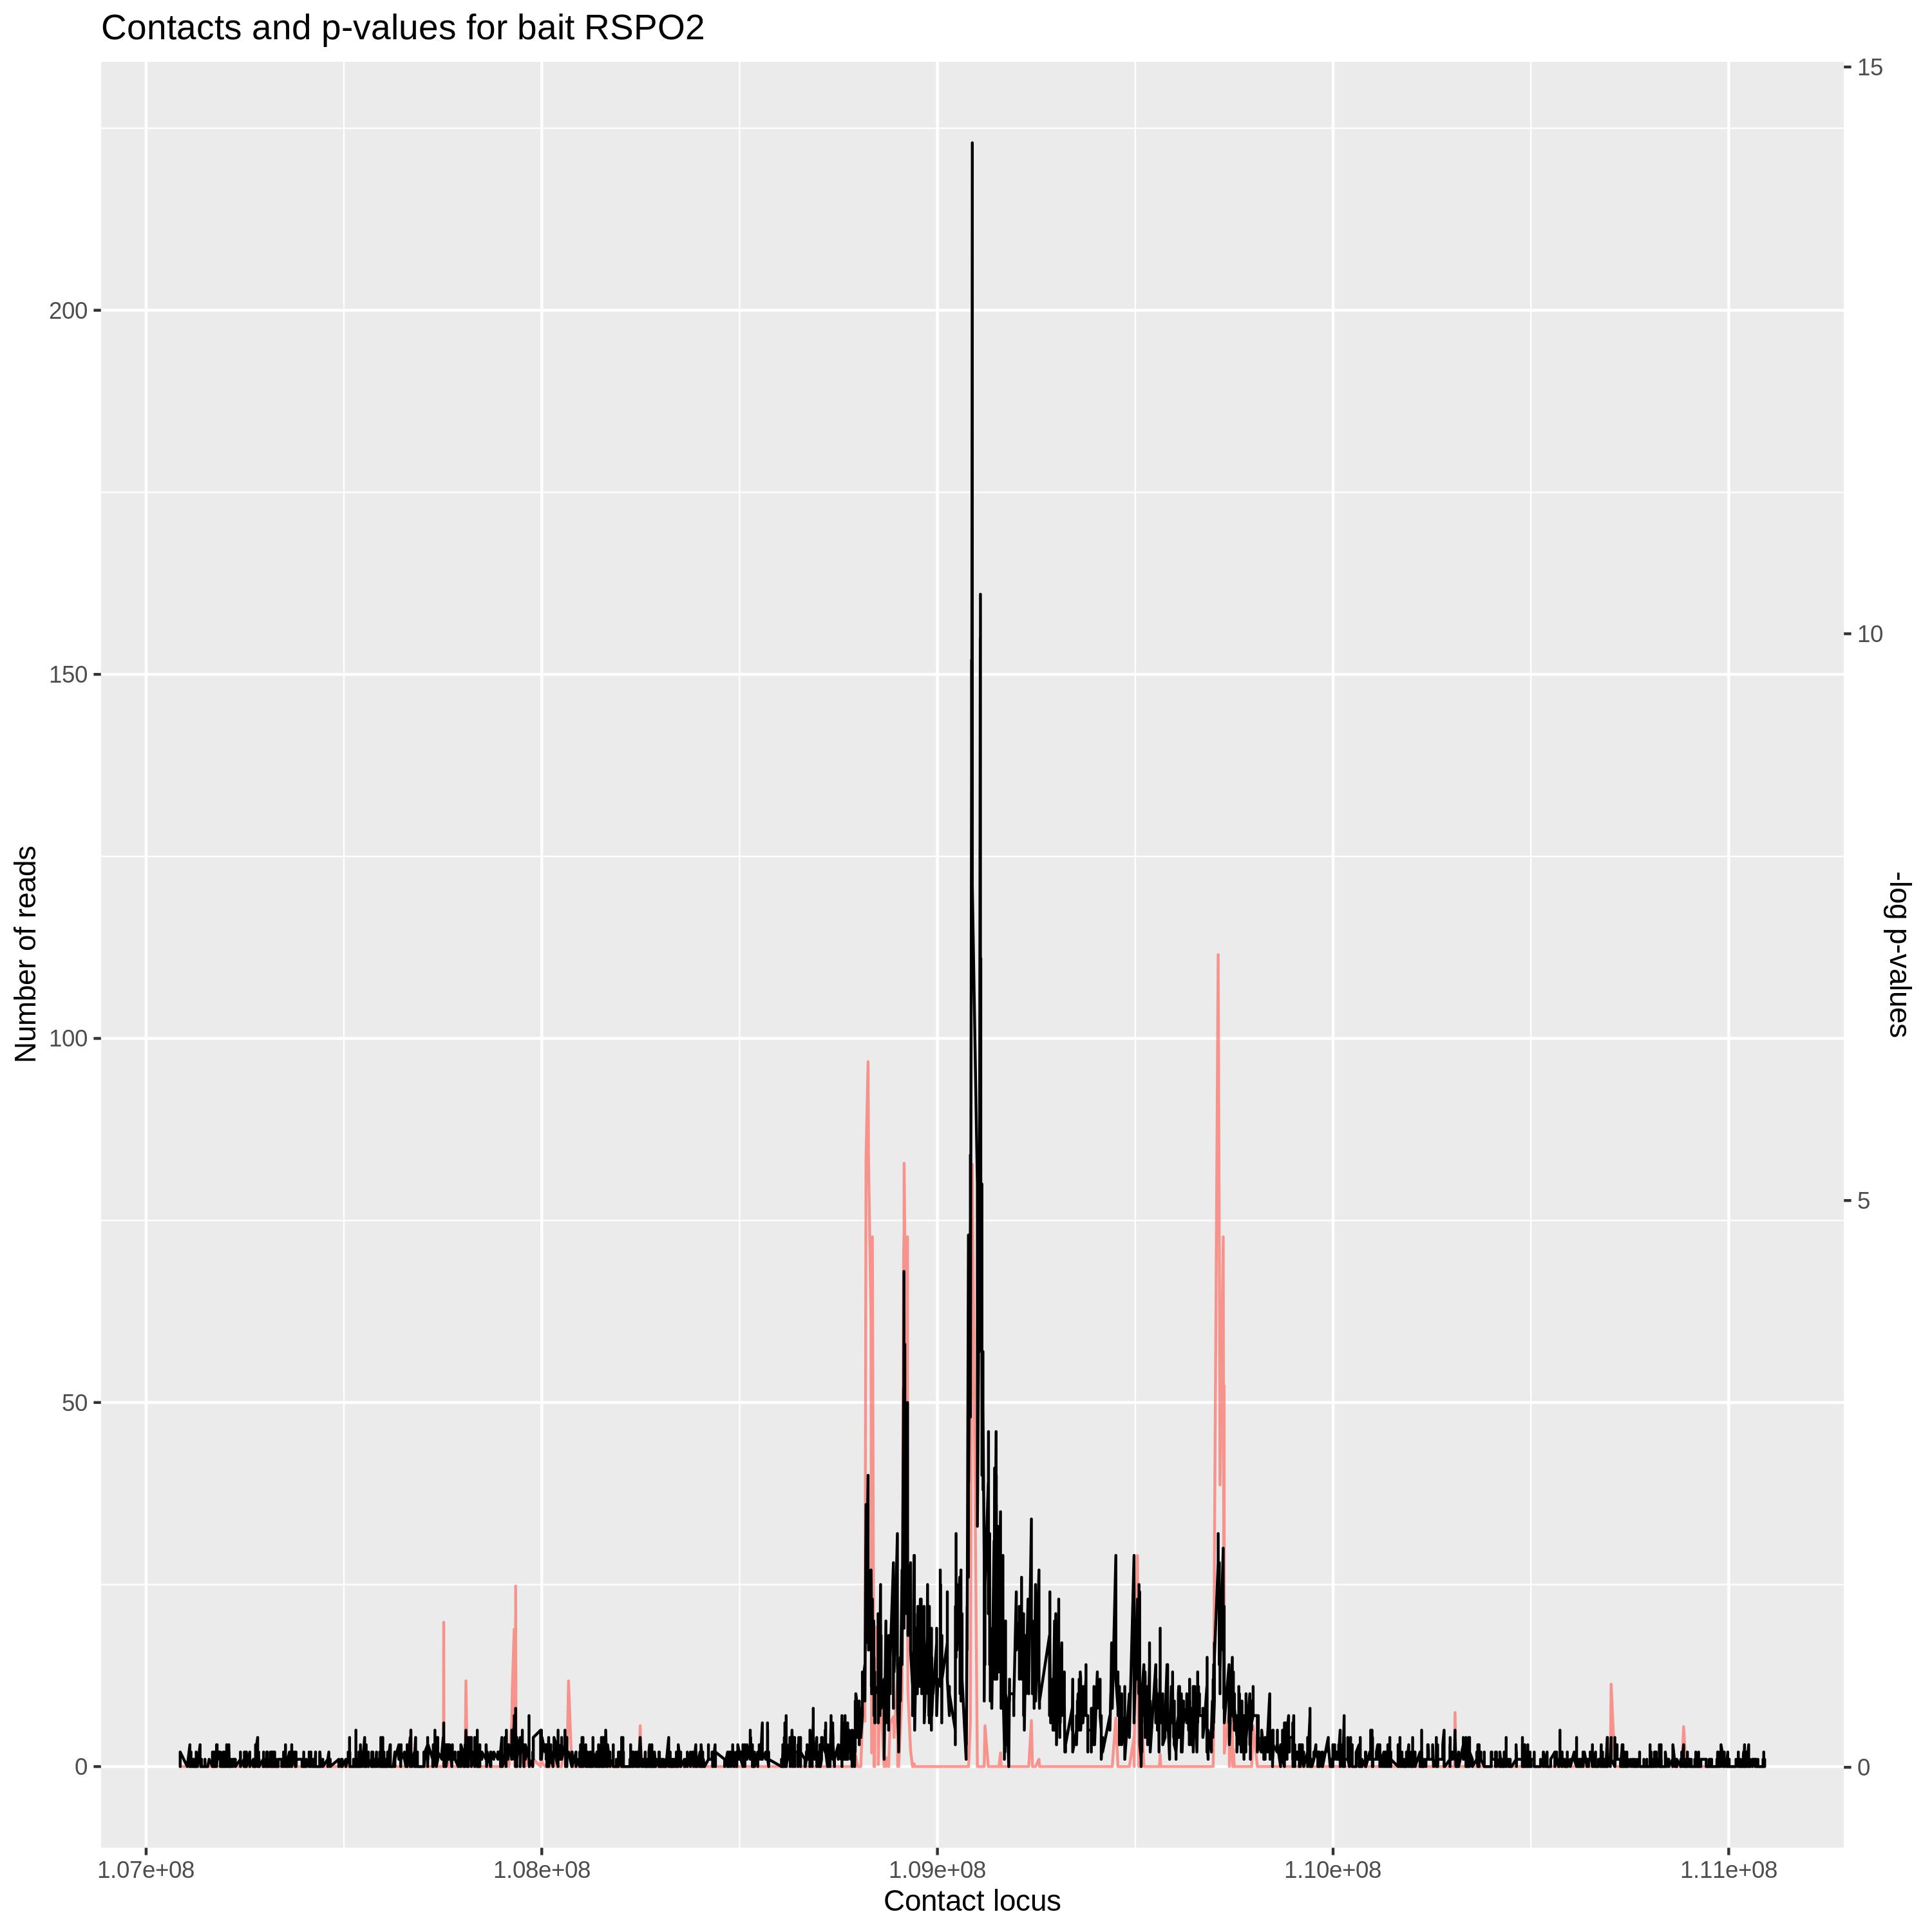 Contacts and p-values for bait RSPO2
Number of reads
200
150
100
50
0
15
10
5
0
-log p-values
1.07e+08 1.08e+08 1.09e+08 1.10e+08 1.11e+08
Contact locus